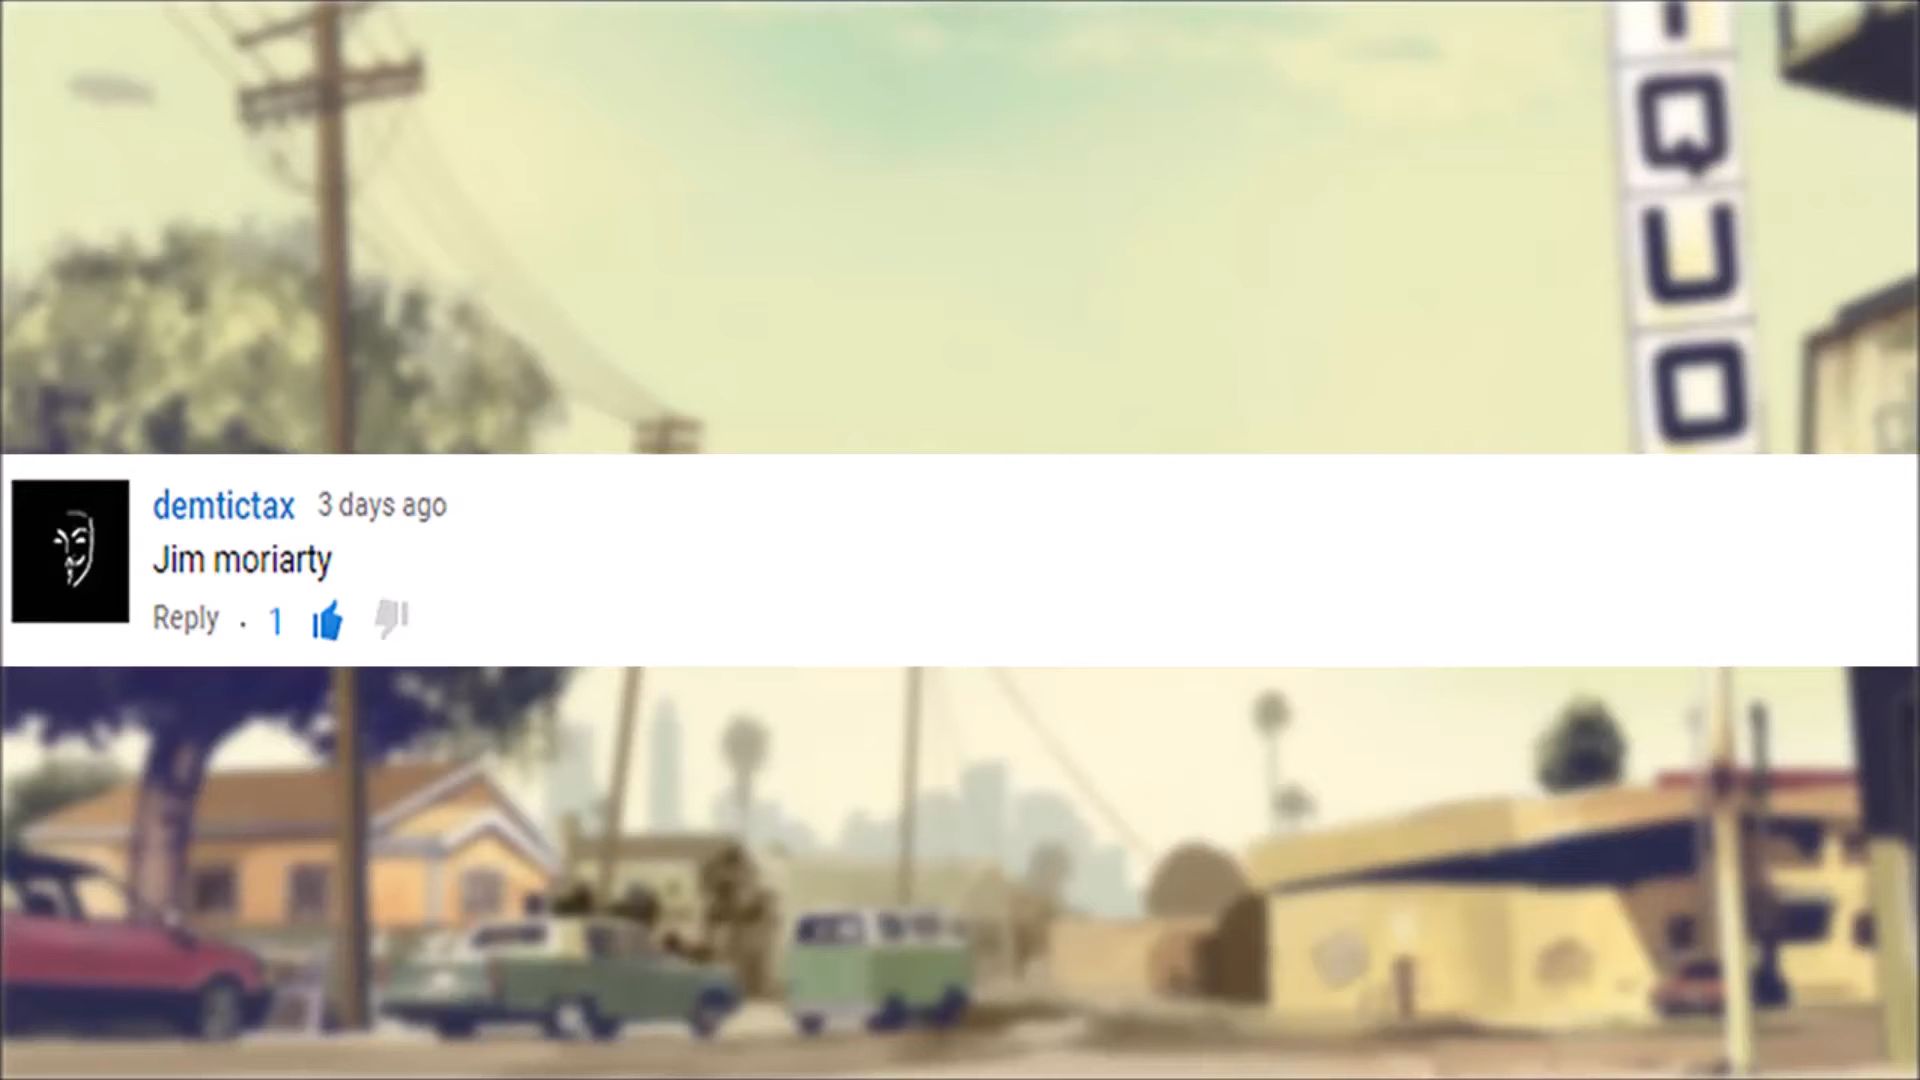 Q
U
O
demtictax 3 days ago
Jim moriarty
Reply . 1